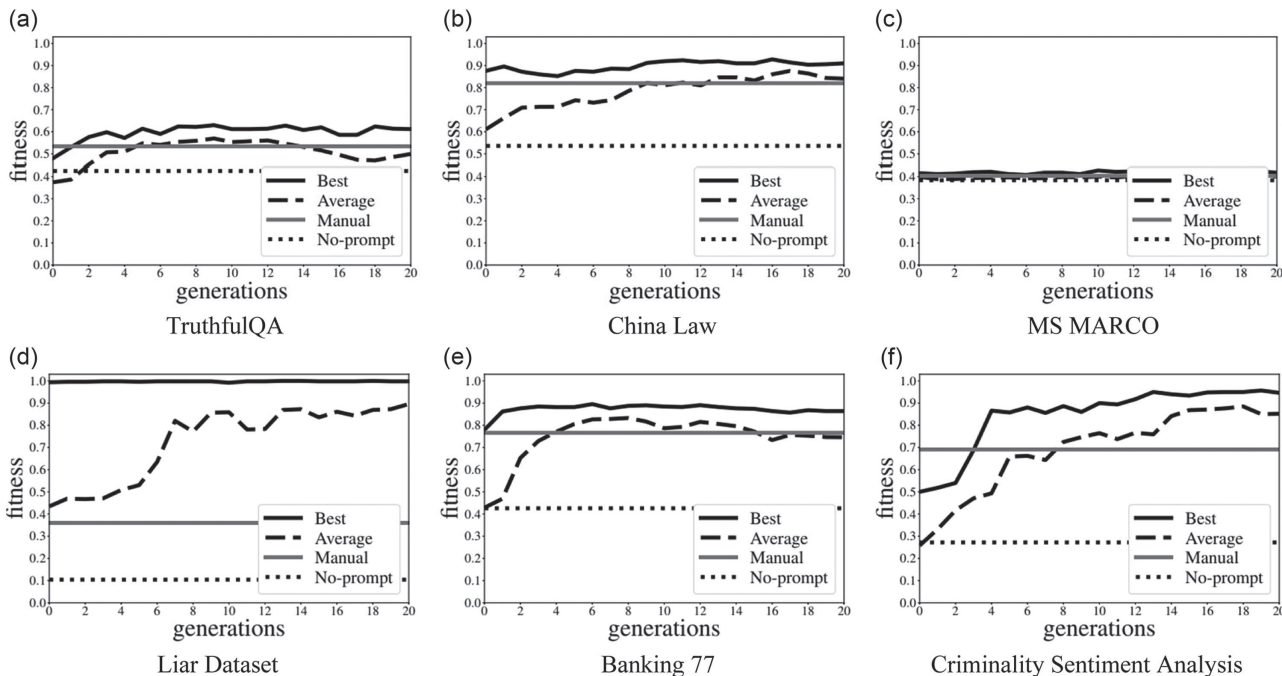 (a)
1.0
0.9
0.8
0.7
0.6
0.5
0.4
0.3
0.2
0.1
0.0
fitness
Best
Average
Manual
No-prompt
0 2 4 6 8 10 12 14 16 18 20
generations
TruthfulQA
(b)
1.0
0.9
0.8
0.7
0.6
0.5
0.4
0.3
0.2
0.1
0.0
fitness
Best
Average
Manual
No-prompt
0 2 4 6 8 10 12 14 16 18 20
generations
China Law
(c)
1.0
0.9
0.8
0.7
0.6
0.5
0.4
0.3
0.2
0.1
0.0
fitness
Best
Average
Manual
No-prompt
0 2 4 6 8 10 12 14 16 18 20
generations
MS MARCO
(d)
1.0
0.9
0.8
0.7
0.6
0.5
0.4
0.3
0.2
0.1
0.0
fitness
Best
Average
Manual
No-prompt
0 2 4 6 8 10 12 14 16 18 20
generations
Liar Dataset
(e)
1.0
0.9
0.8
0.7
0.6
0.5
0.4
0.3
0.2
0.1
0.0
fitness
Best
Average
Manual
No-prompt
0 2 4 6 8 10 12 14 16 18 20
generations
Banking 77
(f)
1.0
0.9
0.8
0.7
0.6
0.5
0.4
0.3
0.2
0.1
0.0
fitness
Best
Average
Manual
No-prompt
0 2 4 6 8 10 12 14 16 18 20
generations
Criminality Sentiment Analysis